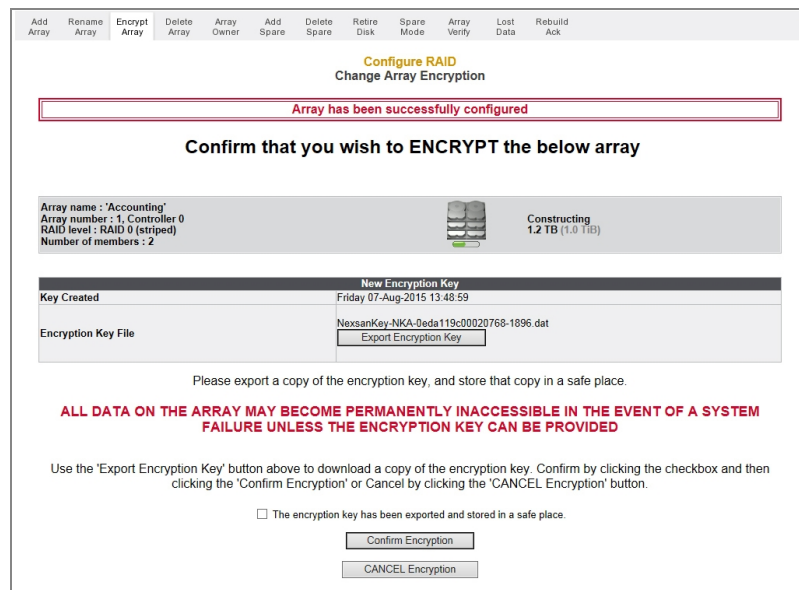 Add Array
Rename Array
Encrypt Array
Delete Array
Array Owner
Add Spare
Delete Spare
Retire Disk
Spare Mode
Array Verify
Lost Data
Rebuild Ack
Configure RAID
Change Array Encryption
Array has been successfully configured
Confirm that you wish to ENCRYPT the below array
Array name : 'Accounting'
Array number : 1, Controller 0
RAID level : RAID 0 (striped)
Number of members : 2
Constructing
1.2 TB (1.0 TiB)
New Encryption Key
Key Created Friday 07-Aug-2015 13:48:59
Encryption Key File
NexsanKey-NKA-0eda119c00020768-1896.dat
Export Encryption Key
Please export a copy of the encryption key, and store that copy in a safe place.
ALL DATA ON THE ARRAY MAY BECOME PERMANENTLY INACCESSIBLE IN THE EVENT OF A SYSTEM
FAILURE UNLESS THE ENCRYPTION KEY CAN BE PROVIDED
Use the 'Export Encryption Key' button above to download a copy of the encryption key. Confirm by clicking the checkbox and then
clicking the 'Confirm Encryption' or Cancel by clicking the 'CANCEL Encryption' button.
The encryption key has been exported and stored in a safe place.
Confirm Encryption
CANCEL Encryption